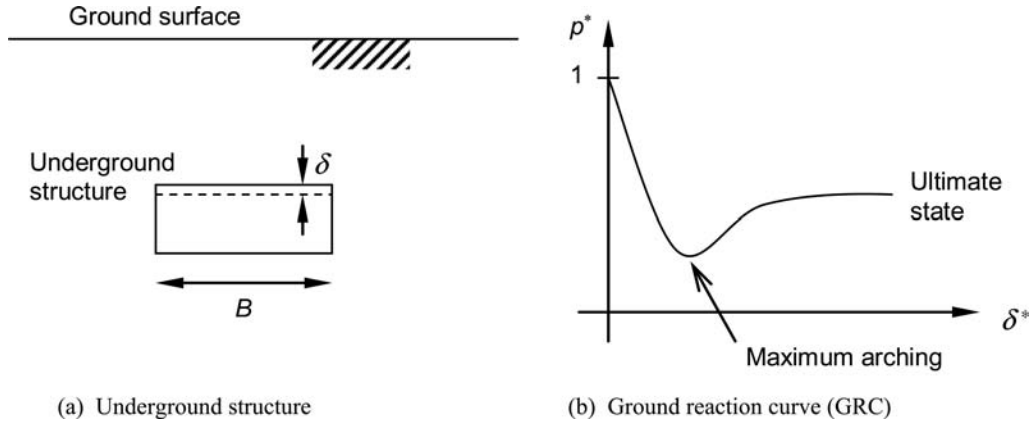 Ground surface
Underground
structure
δ
B
(a) Underground structure
p*
1
Ultimate
state
δ*
Maximum arching
(b) Ground reaction curve (GRC)